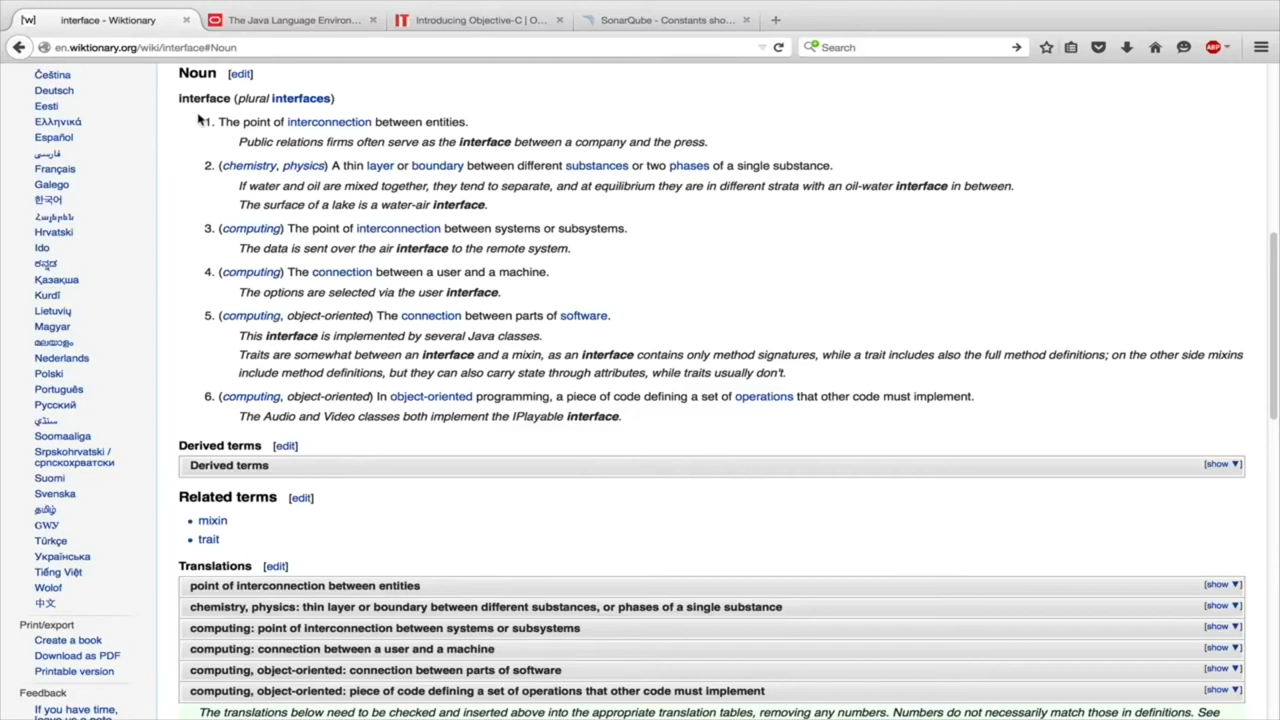 interface - Wiktionary
The Java Language Environ...
Introducing Objective-C | O...
SonarQube - Constants sho...
en.wiktionary.org/wiki/interface#Noun
Search
ABP
Čeština
Deutsch
Eesti
Ελληνικά
Español
فارسی
Français
Galego
한국어
Հայերեն
Hrvatski
Ido
ಕನ್ನಡ
Қазақша
Kurdî
Lietuvių
Magyar
മലയാളം
Nederlands
Polski
Português
Русский
سنڌي
Soomaaliga
Srpskohrvatski /
српскохрватски
Suomi
Svenska
தமிழ்
ᏣᎳᎩ
Türkçe
Українська
Tiếng Việt
Wolof
中文
Print/export
Create a book
Download as PDF
Printable version
Feedback
If you have time,
Noun [edit]
interface (plural interfaces)
1. The point of interconnection between entities.
Public relations firms often serve as the interface between a company and the press.
2. (chemistry, physics) A thin layer or boundary between different substances or two phases of a single substance.
If water and oil are mixed together, they tend to separate, and at equilibrium they are in different strata with an oil-water interface in between.
The surface of a lake is a water-air interface.
3. (computing) The point of interconnection between systems or subsystems.
The data is sent over the air interface to the remote system.
4. (computing) The connection between a user and a machine.
The options are selected via the user interface.
5. (computing, object-oriented) The connection between parts of software.
This interface is implemented by several Java classes.
Traits are somewhat between an interface and a mixin, as an interface contains only method signatures, while a trait includes also the full method definitions; on the other side mixins
include method definitions, but they can also carry state through attributes, while traits usually don't.
6. (computing, object-oriented) In object-oriented programming, a piece of code defining a set of operations that other code must implement.
The Audio and Video classes both implement the IPlayable interface.
Derived terms [edit]
Derived terms [show ▼]
Related terms [edit]
• mixin
• trait
Translations [edit]
point of interconnection between entities [show ▼]
chemistry, physics: thin layer or boundary between different substances, or phases of a single substance [show ▼]
computing: point of interconnection between systems or subsystems [show ▼]
computing: connection between a user and a machine [show ▼]
computing, object-oriented: connection between parts of software [show ▼]
computing, object-oriented: piece of code defining a set of operations that other code must implement [show ▼]
The translations below need to be checked and inserted above into the appropriate translation tables, removing any numbers. Numbers do not necessarily match those in definitions. See